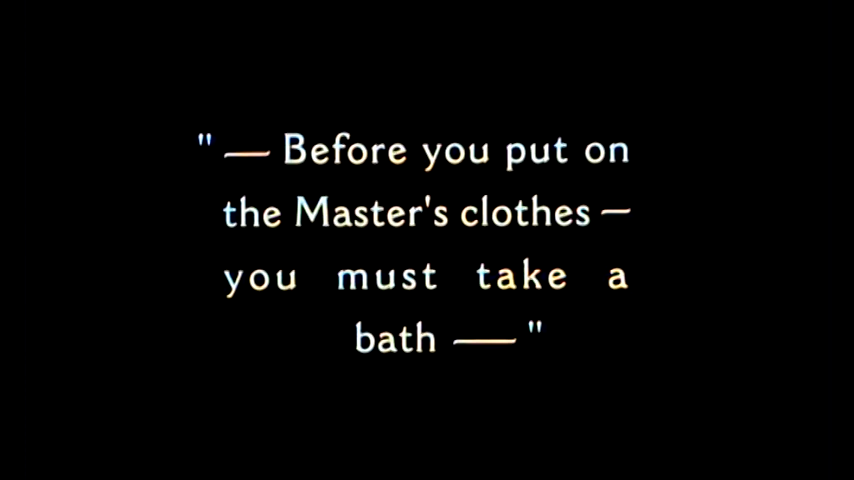 "— Before you put on
the Master's clothes —
you must take a
bath —"